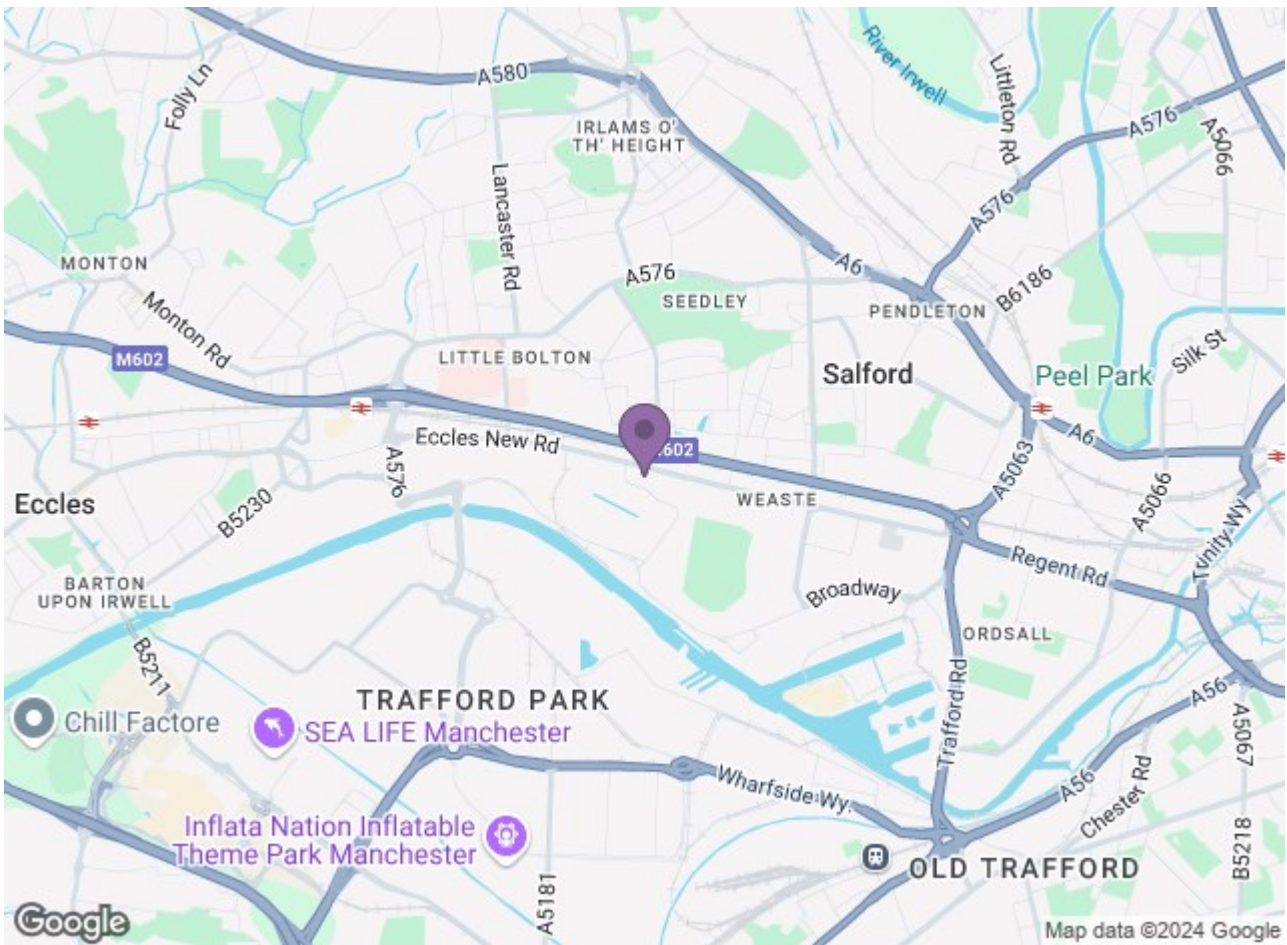 River Irwell
Littleton Rd
Folly Ln
A580
A576
A5066
IRLAMS O'
TH' HEIGHT
Lancaster Rd
A576
MONTON
A576
A6
SEEDLEY
B6186
PENDLETON
Monton Rd
M602
LITTLE BOLTON
Salford
Peel Park
Silk St
Eccles New Rd
A6
A576
A5063
WEASTE
A5066
Eccles
B5230
Trinity Wy
Regent Rd
BARTON
UPON IRWELL
Broadway
ORDSALL
B5211
TRAFFORD PARK
Trafford Rd
A56
Chill Factore
SEA LIFE Manchester
A5067
Wharfside Wy.
A56
Chester Rd
Inflata Nation Inflatable
Theme Park Manchester
B5218
A5181
OLD TRAFFORD
Google
Map data ©2024 Google